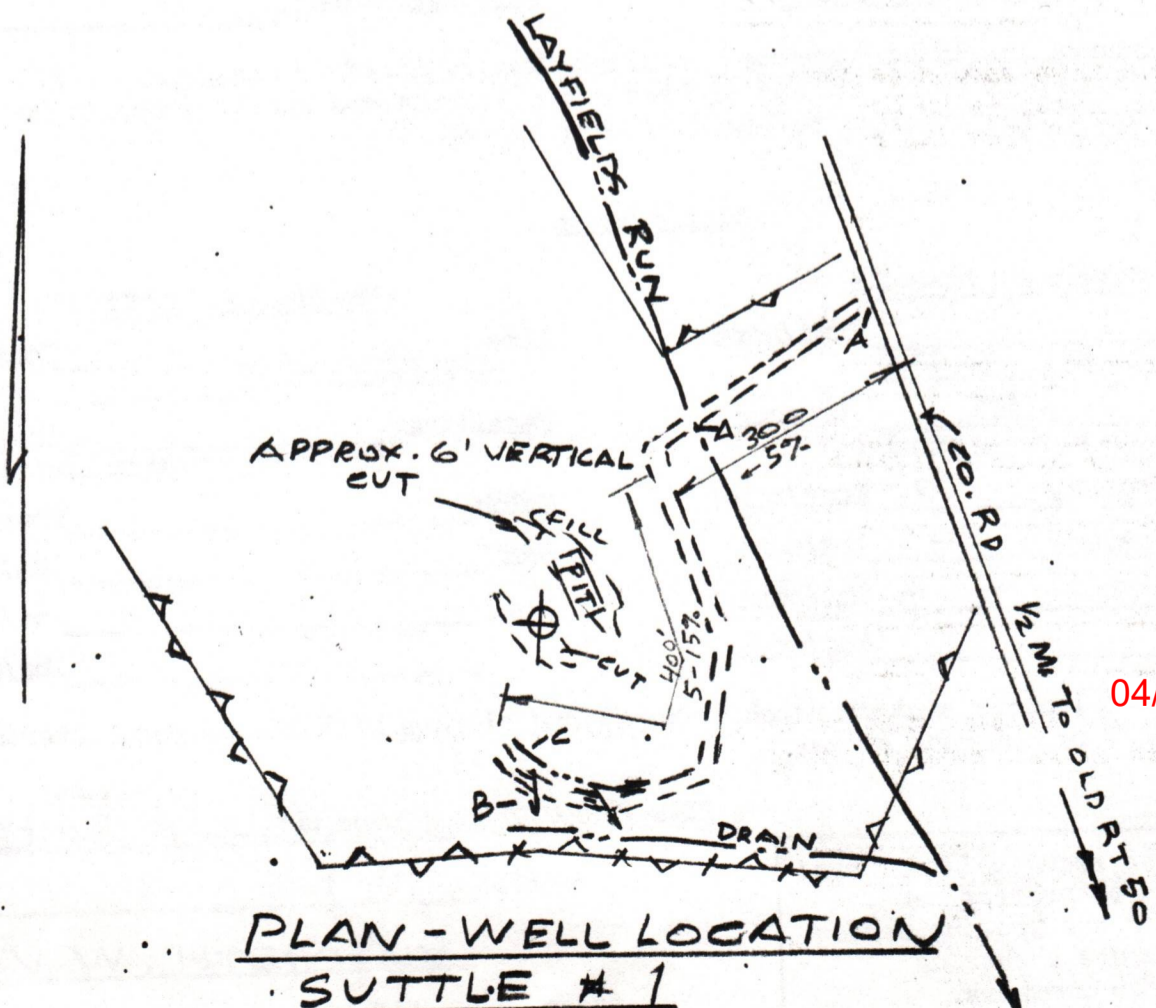 LAYFIELDS RUN
A
A
300
5%
APPROX. 6' VERTICAL
CUT
FILL
PIT
CUT
400'
5-15%
CO. RD
1/2 MI TO OLD RT 50
04/
C
B
DRAIN
PLAN - WELL LOCATION
SUTTLE # 1